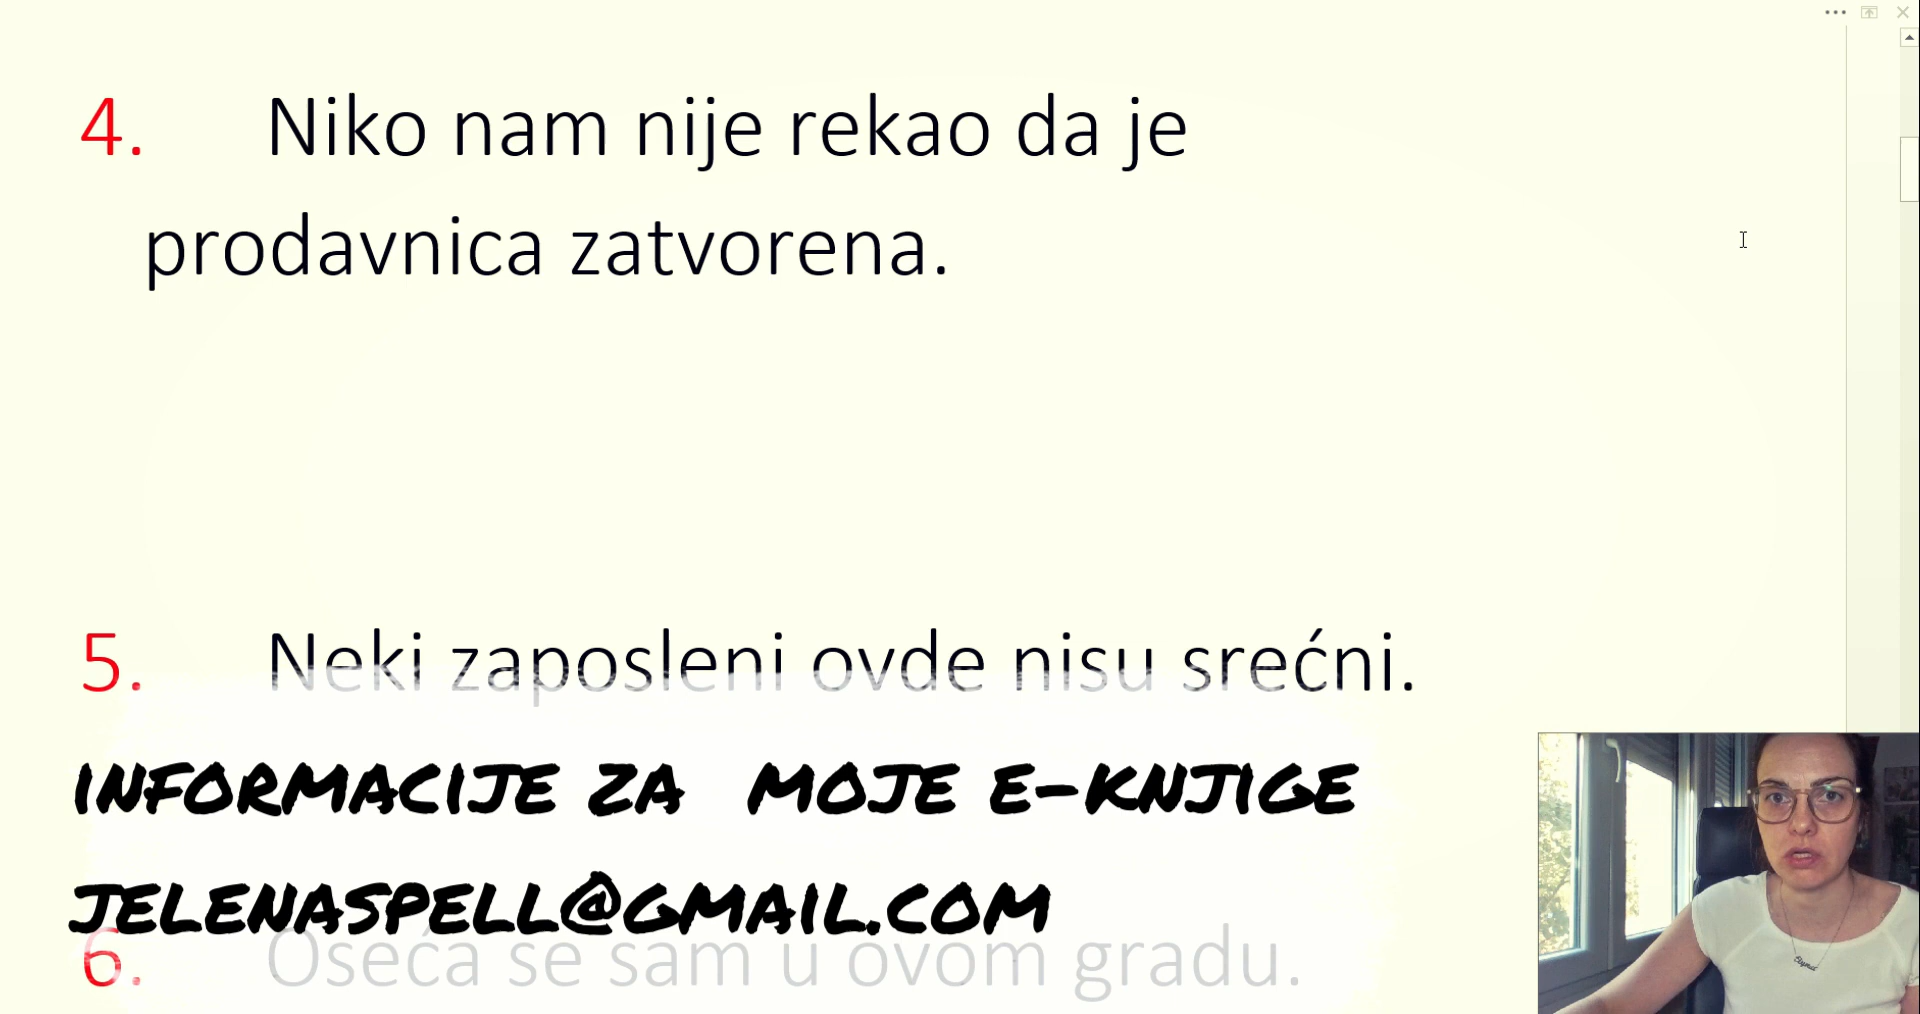 4. Niko nam nije rekao da je
prodavnica zatvorena.
5. Neki zaposleni ovde nisu srećni.
INFORMACIJE ZA MOJE E-KNJIGE
JELENASPELL@GMAIL.COM
6. Oseća se sam u ovom gradu.